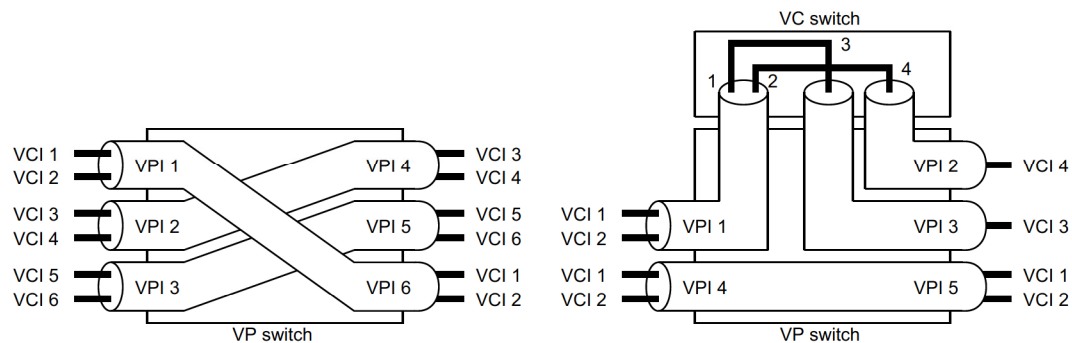 VC switch
3
1
2
4
VCI 1
VCI 2
VPI 1
VPI 4
VCI 3
VCI 4
VCI 3
VCI 4
VPI 2
VPI 5
VCI 5
VCI 6
VCI 5
VCI 6
VPI 3
VPI 6
VCI 1
VCI 2
VP switch
VPI 2
VCI 4
VCI 1
VCI 2
VPI 1
VPI 3
VCI 3
VCI 1
VCI 2
VPI 4
VPI 5
VCI 1
VCI 2
VP switch